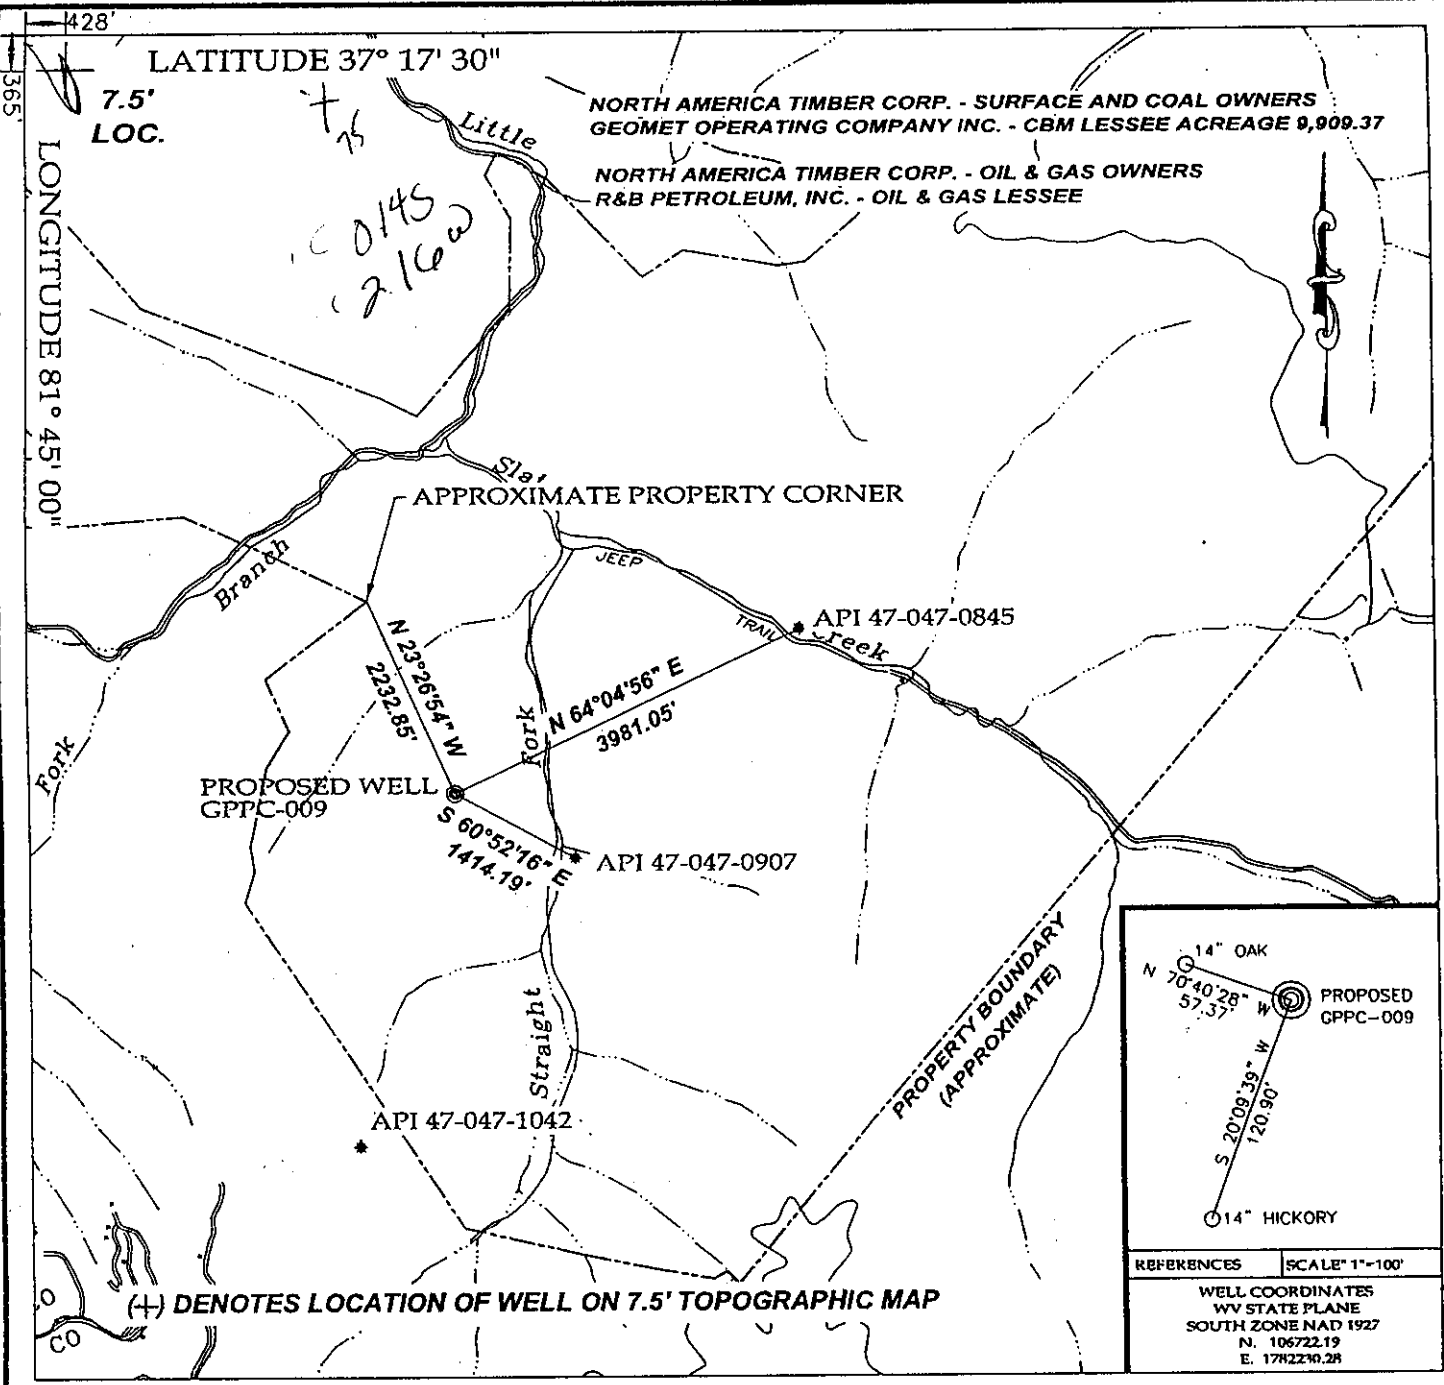 428'
365'
LATITUDE 37° 17' 30"
7.5'
LOC.
LONGITUDE 81° 45' 00"
+
75
0145
NORTH AMERICA TIMBER CORP. - SURFACE AND COAL OWNERS
GEOMET OPERATING COMPANY INC. - CBM LESSEE ACREAGE 9,909.37
NORTH AMERICA TIMBER CORP. - OIL & GAS OWNERS
R&B PETROLEUM, INC. - OIL & GAS LESSEE
Little
Sla
APPROXIMATE PROPERTY CORNER
Branch
JEEP
TRAIL
API 47-047-0845
reek
N 23°26'54" W
2232.85'
N 64°04'56" E
3981.05'
Fork
Fork
PROPOSED WELL
GPPC-009
S 60°52'16" E
1414.19'
API 47-047-0907
PROPERTY BOUNDARY
(APPROXIMATE)
Straight
API 47-047-1042
14" OAK
N 70°40'28" W
57.37'
PROPOSED
GPPC-009
S 20°09'39" W
120.90'
14" HICKORY
REFERENCES
SCALE" 1"=100'
WELL COORDINATES
WV STATE PLANE
SOUTH ZONE NAD 1927
N. 106722.19
E. 1782230.28
(+) DENOTES LOCATION OF WELL ON 7.5' TOPOGRAPHIC MAP
CO